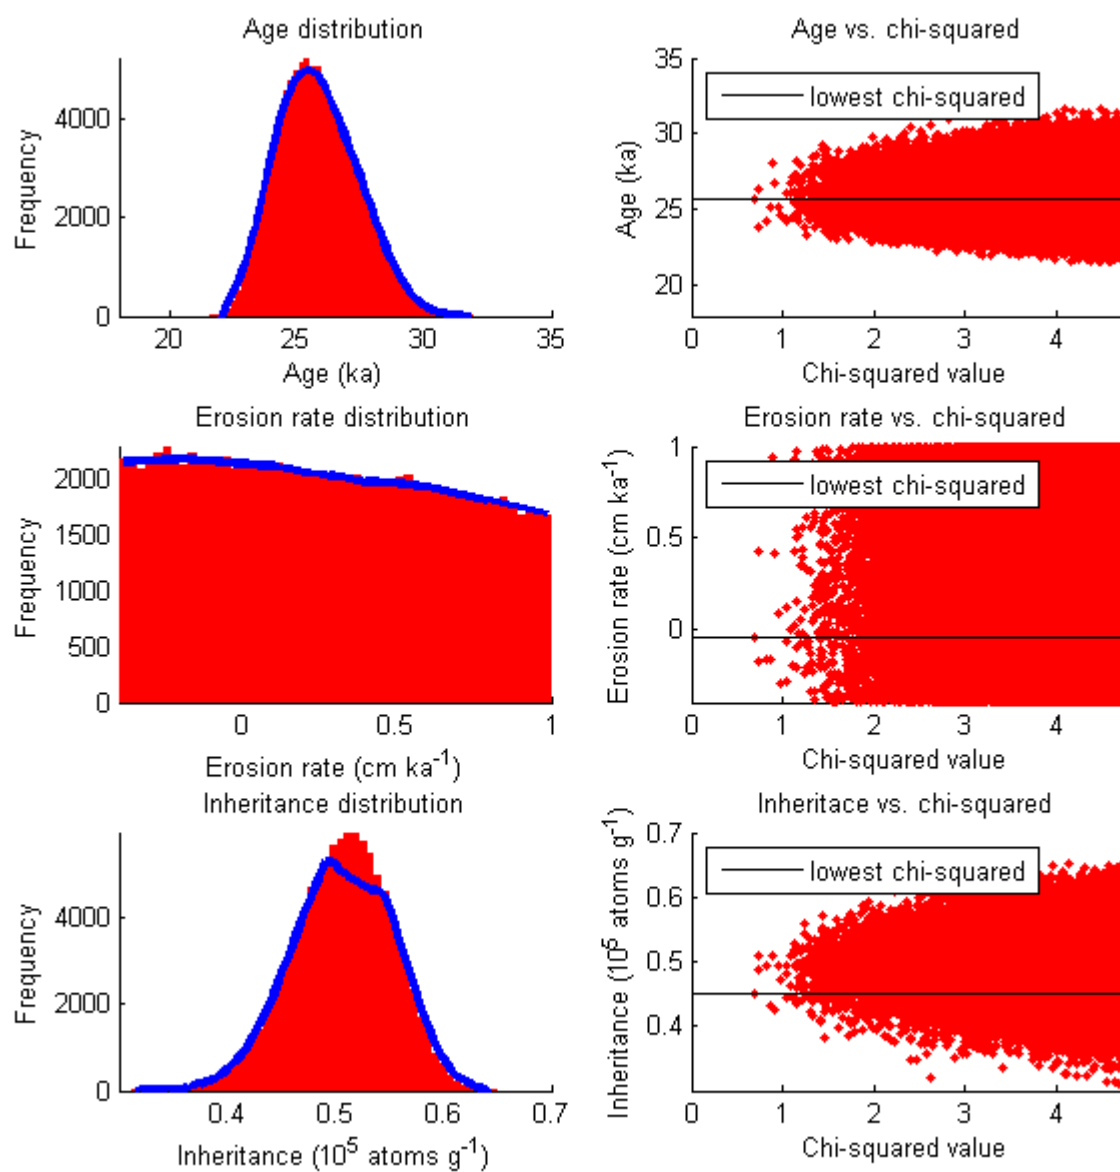 Age distribution
Frequency
4000
2000
0
20
25
30
35
Age (ka)
Age vs. chi-squared
lowest chi-squared
Age (ka)
35
30
25
20
0
1
2
3
4
Chi-squared value
Erosion rate distribution
Frequency
2000
1500
1000
500
0
0
0.5
1
Erosion rate (cm ka-1)
Erosion rate vs. chi-squared
lowest chi-squared
Erosion rate (cm ka-1)
1
0.5
0
0
1
2
3
4
Chi-squared value
Inheritance distribution
Frequency
4000
2000
0
0.4
0.5
0.6
0.7
Inheritance (10⁵ atoms g-1)
Inheritace vs. chi-squared
lowest chi-squared
Inheritance (10⁵ atoms g-1)
0.7
0.6
0.5
0.4
0
1
2
3
4
Chi-squared value